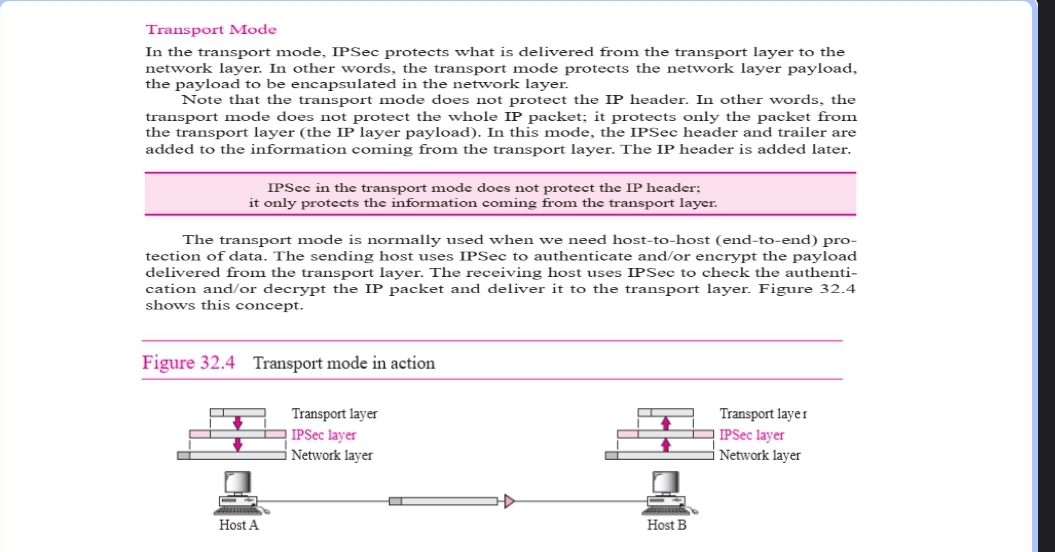 Transport Mode
In the transport mode, IPSec protects what is delivered from the transport layer to the
network layer. In other words, the transport mode protects the network layer payload,
the payload to be encapsulated in the network layer.
Note that the transport mode does not protect the IP header. In other words, the
transport mode does not protect the whole IP packet; it protects only the packet from
the transport layer (the IP layer payload). In this mode, the IPSec header and trailer are
added to the information coming from the transport layer. The IP header is added later.
IPSec in the transport mode does not protect the IP header;
it only protects the information coming from the transport layer.
The transport mode is normally used when we need host-to-host (end-to-end) pro-
tection of data. The sending host uses IPSec to authenticate and/or encrypt the payload
delivered from the transport layer. The receiving host uses IPSec to check the authenti-
cation and/or decrypt the IP packet and deliver it to the transport layer. Figure 32.4
shows this concept.
Figure 32.4 Transport mode in action
Transport layer
IPSec layer
Network layer
Host A
Transport layer
IPSec layer
Network layer
Host B